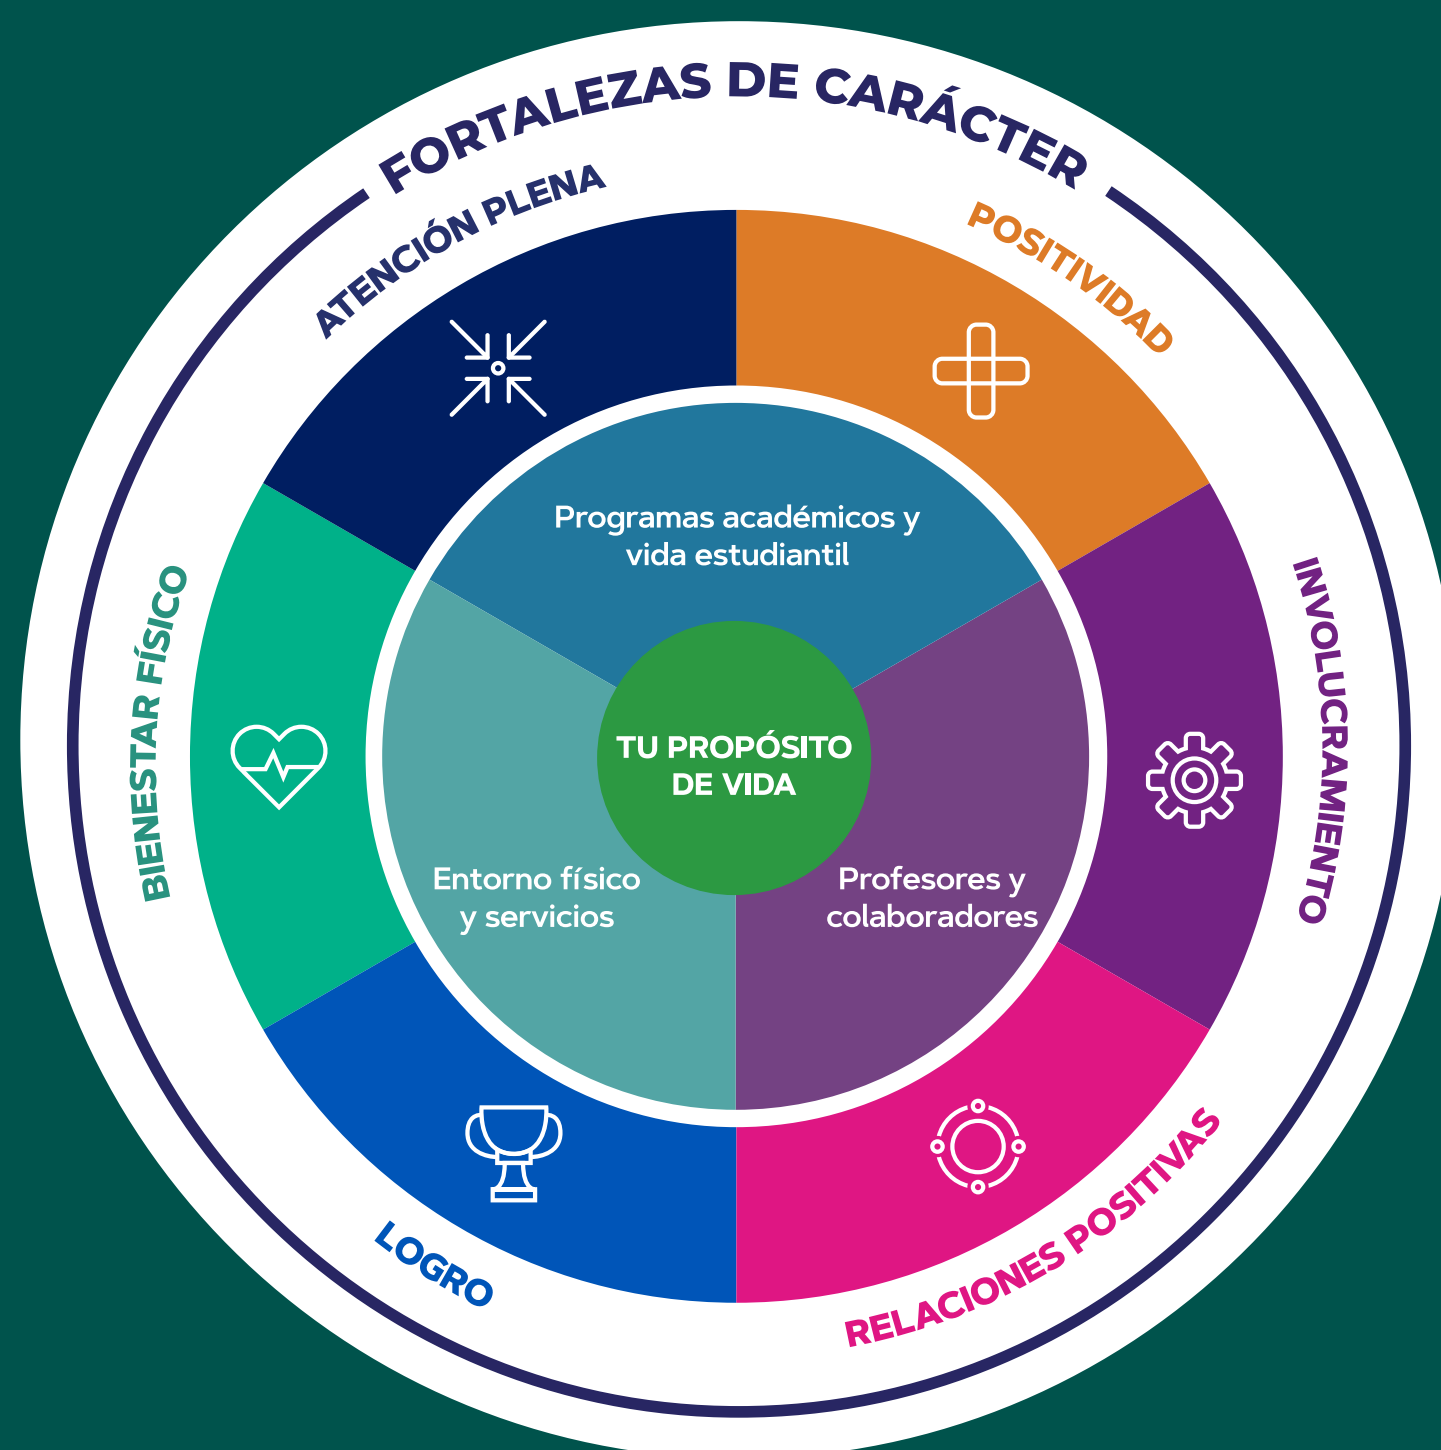 FORTALEZAS DE CARÁCTER
ATENCIÓN PLENA
POSITIVIDAD
INVOLUCRAMIENTO
RELACIONES POSITIVAS
LOGRO
BIENESTAR FÍSICO
Programas académicos y
vida estudiantil
TU PROPÓSITO
DE VIDA
Entorno físico
y servicios
Profesores y
colaboradores